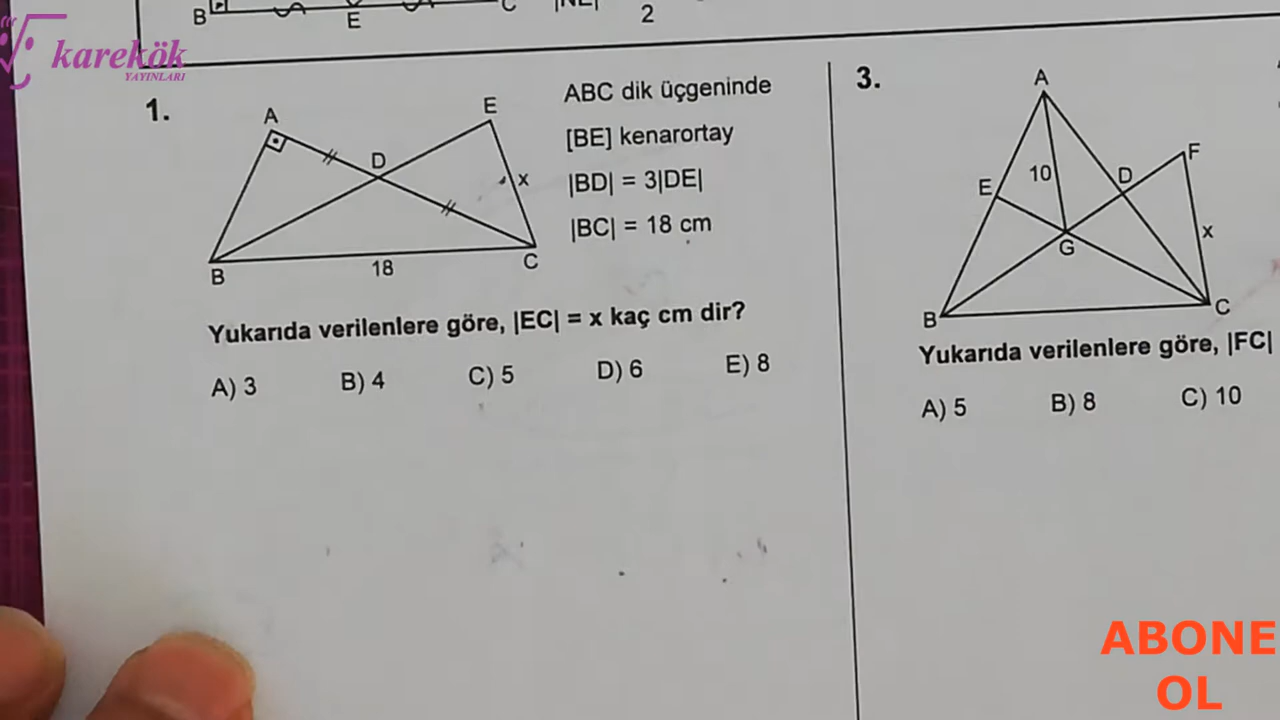 karekök
YAYINLARI
B
E
C
2
1.
A
D
E
x
B
18
C
ABC dik üçgeninde
[BE] kenarortay
|BD| = 3|DE|
|BC| = 18 cm
Yukarıda verilenlere göre, |EC| = x kaç cm dir?
A) 3 B) 4 C) 5 D) 6 E) 8
3.
A
E
10
D
F
G
x
B
C
Yukarıda verilenlere göre, |FC|
A) 5 B) 8 C) 10
ABONE
OL